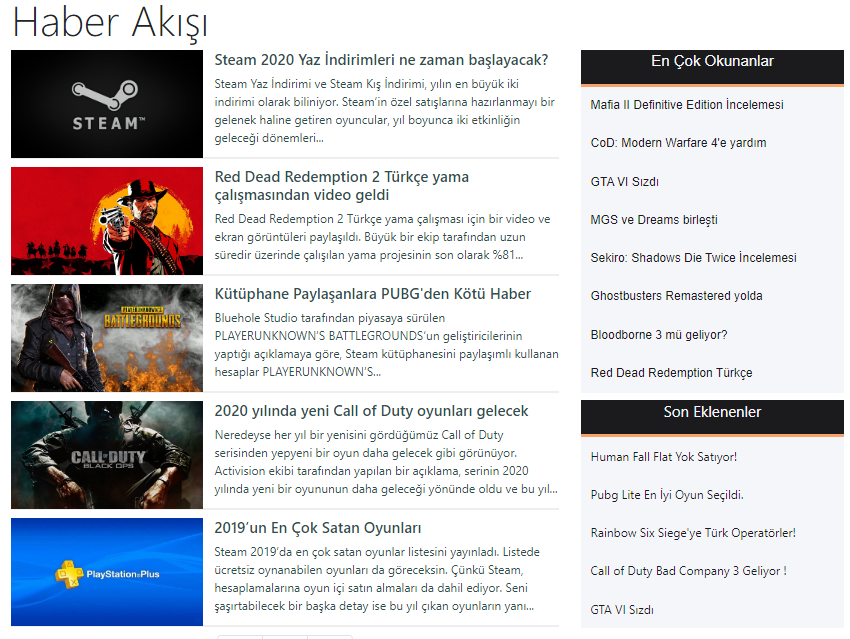 Haber Akışı
STEAM™
Steam 2020 Yaz İndirimleri ne zaman başlayacak?
Steam Yaz İndirimi ve Steam Kış İndirimi, yılın en büyük iki
indirimi olarak biliniyor. Steam’in özel satışlarına hazırlanmayı bir
gelenek haline getiren oyuncular, yıl boyunca iki etkinliğin
geleceği dönemleri...
Red Dead Redemption 2 Türkçe yama
çalışmasından video geldi
Red Dead Redemption 2 Türkçe yama çalışması için bir video ve
ekran görüntüleri paylaşıldı. Büyük bir ekip tarafından uzun
süredir üzerinde çalışılan yama projesinin son olarak %81...
PLAYERUNKNOWN'S
BATTLEGROUNDS
Kütüphane Paylaşanlara PUBG'den Kötü Haber
Bluehole Studio tarafından piyasaya sürülen
PLAYERUNKNOWN’S BATTLEGROUNDS’un geliştiricilerinin
yaptığı açıklamaya göre, Steam kütüphanesini paylaşımlı kullanan
hesaplar PLAYERUNKNOWN’S...
CALL OF DUTY
BLACK OPS
2020 yılında yeni Call of Duty oyunları gelecek
Neredeyse her yıl bir yenisini gördüğümüz Call of Duty
serisinden yepyeni bir oyun daha gelecek gibi görünüyor.
Activision ekibi tarafından yapılan bir açıklama, serinin 2020
yılında yeni bir oyununun daha geleceği yönünde oldu ve bu yıl...
PlayStation®Plus
2019’un En Çok Satan Oyunları
Steam 2019’da en çok satan oyunlar listesini yayınladı. Listede
ücretsiz oynanabilen oyunları da göreceksin. Çünkü Steam,
hesaplamalarına oyun içi satın almaları da dahil ediyor. Seni
şaşırtabilecek bir başka detay ise bu yıl çıkan oyunların yanı...
En Çok Okunanlar
Mafia II Definitive Edition İncelemesi
CoD: Modern Warfare 4'e yardım
GTA VI Sızdı
MGS ve Dreams birleşti
Sekiro: Shadows Die Twice İncelemesi
Ghostbusters Remastered yolda
Bloodborne 3 mü geliyor?
Red Dead Redemption Türkçe
Son Eklenenler
Human Fall Flat Yok Satıyor!
Pubg Lite En İyi Oyun Seçildi.
Rainbow Six Siege'ye Türk Operatörler!
Call of Duty Bad Company 3 Geliyor !
GTA VI Sızdı